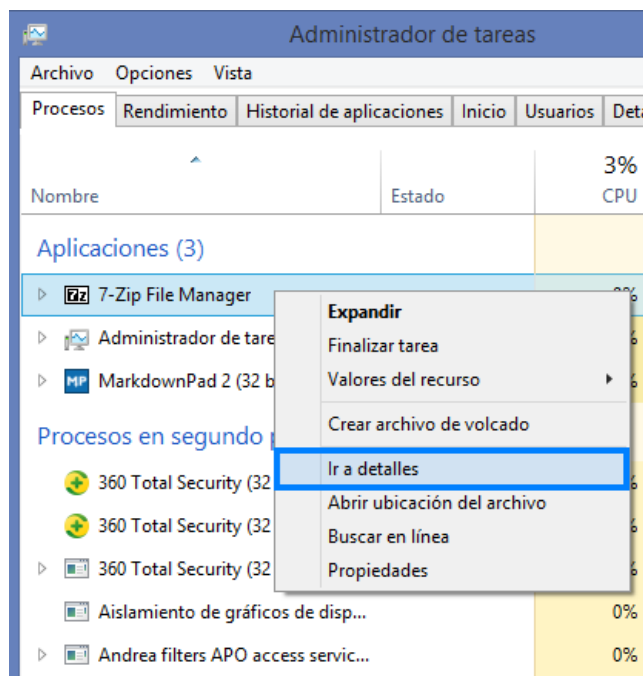 Administrador de tareas
Archivo Opciones Vista
Procesos Rendimiento Historial de aplicaciones Inicio Usuarios Deta
3%
Nombre Estado CPU
Aplicaciones (3)
7z 7-Zip File Manager
Expandir
MP MarkdownPad 2 (32 b
Administrador de tare
Finalizar tarea
Valores del recurso
Crear archivo de volcado
Procesos en segundo p
Ir a detalles
360 Total Security (32
Abrir ubicación del archivo
360 Total Security (32
Buscar en línea
360 Total Security (32
Propiedades
Aislamiento de gráficos de disp... 0%
Andrea filters APO access servic... 0%